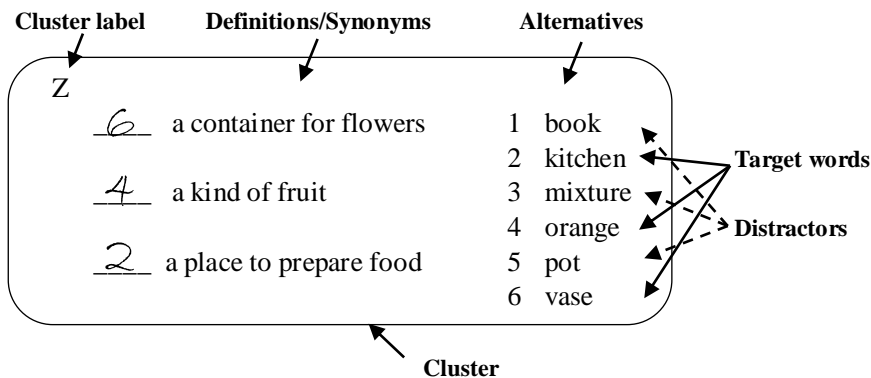 Cluster label Definitions/Synonyms Alternatives
Z
6 a container for flowers 1 book
2 kitchen Target words
4 a kind of fruit 3 mixture
4 orange Distractors
2 a place to prepare food 5 pot
6 vase
Cluster